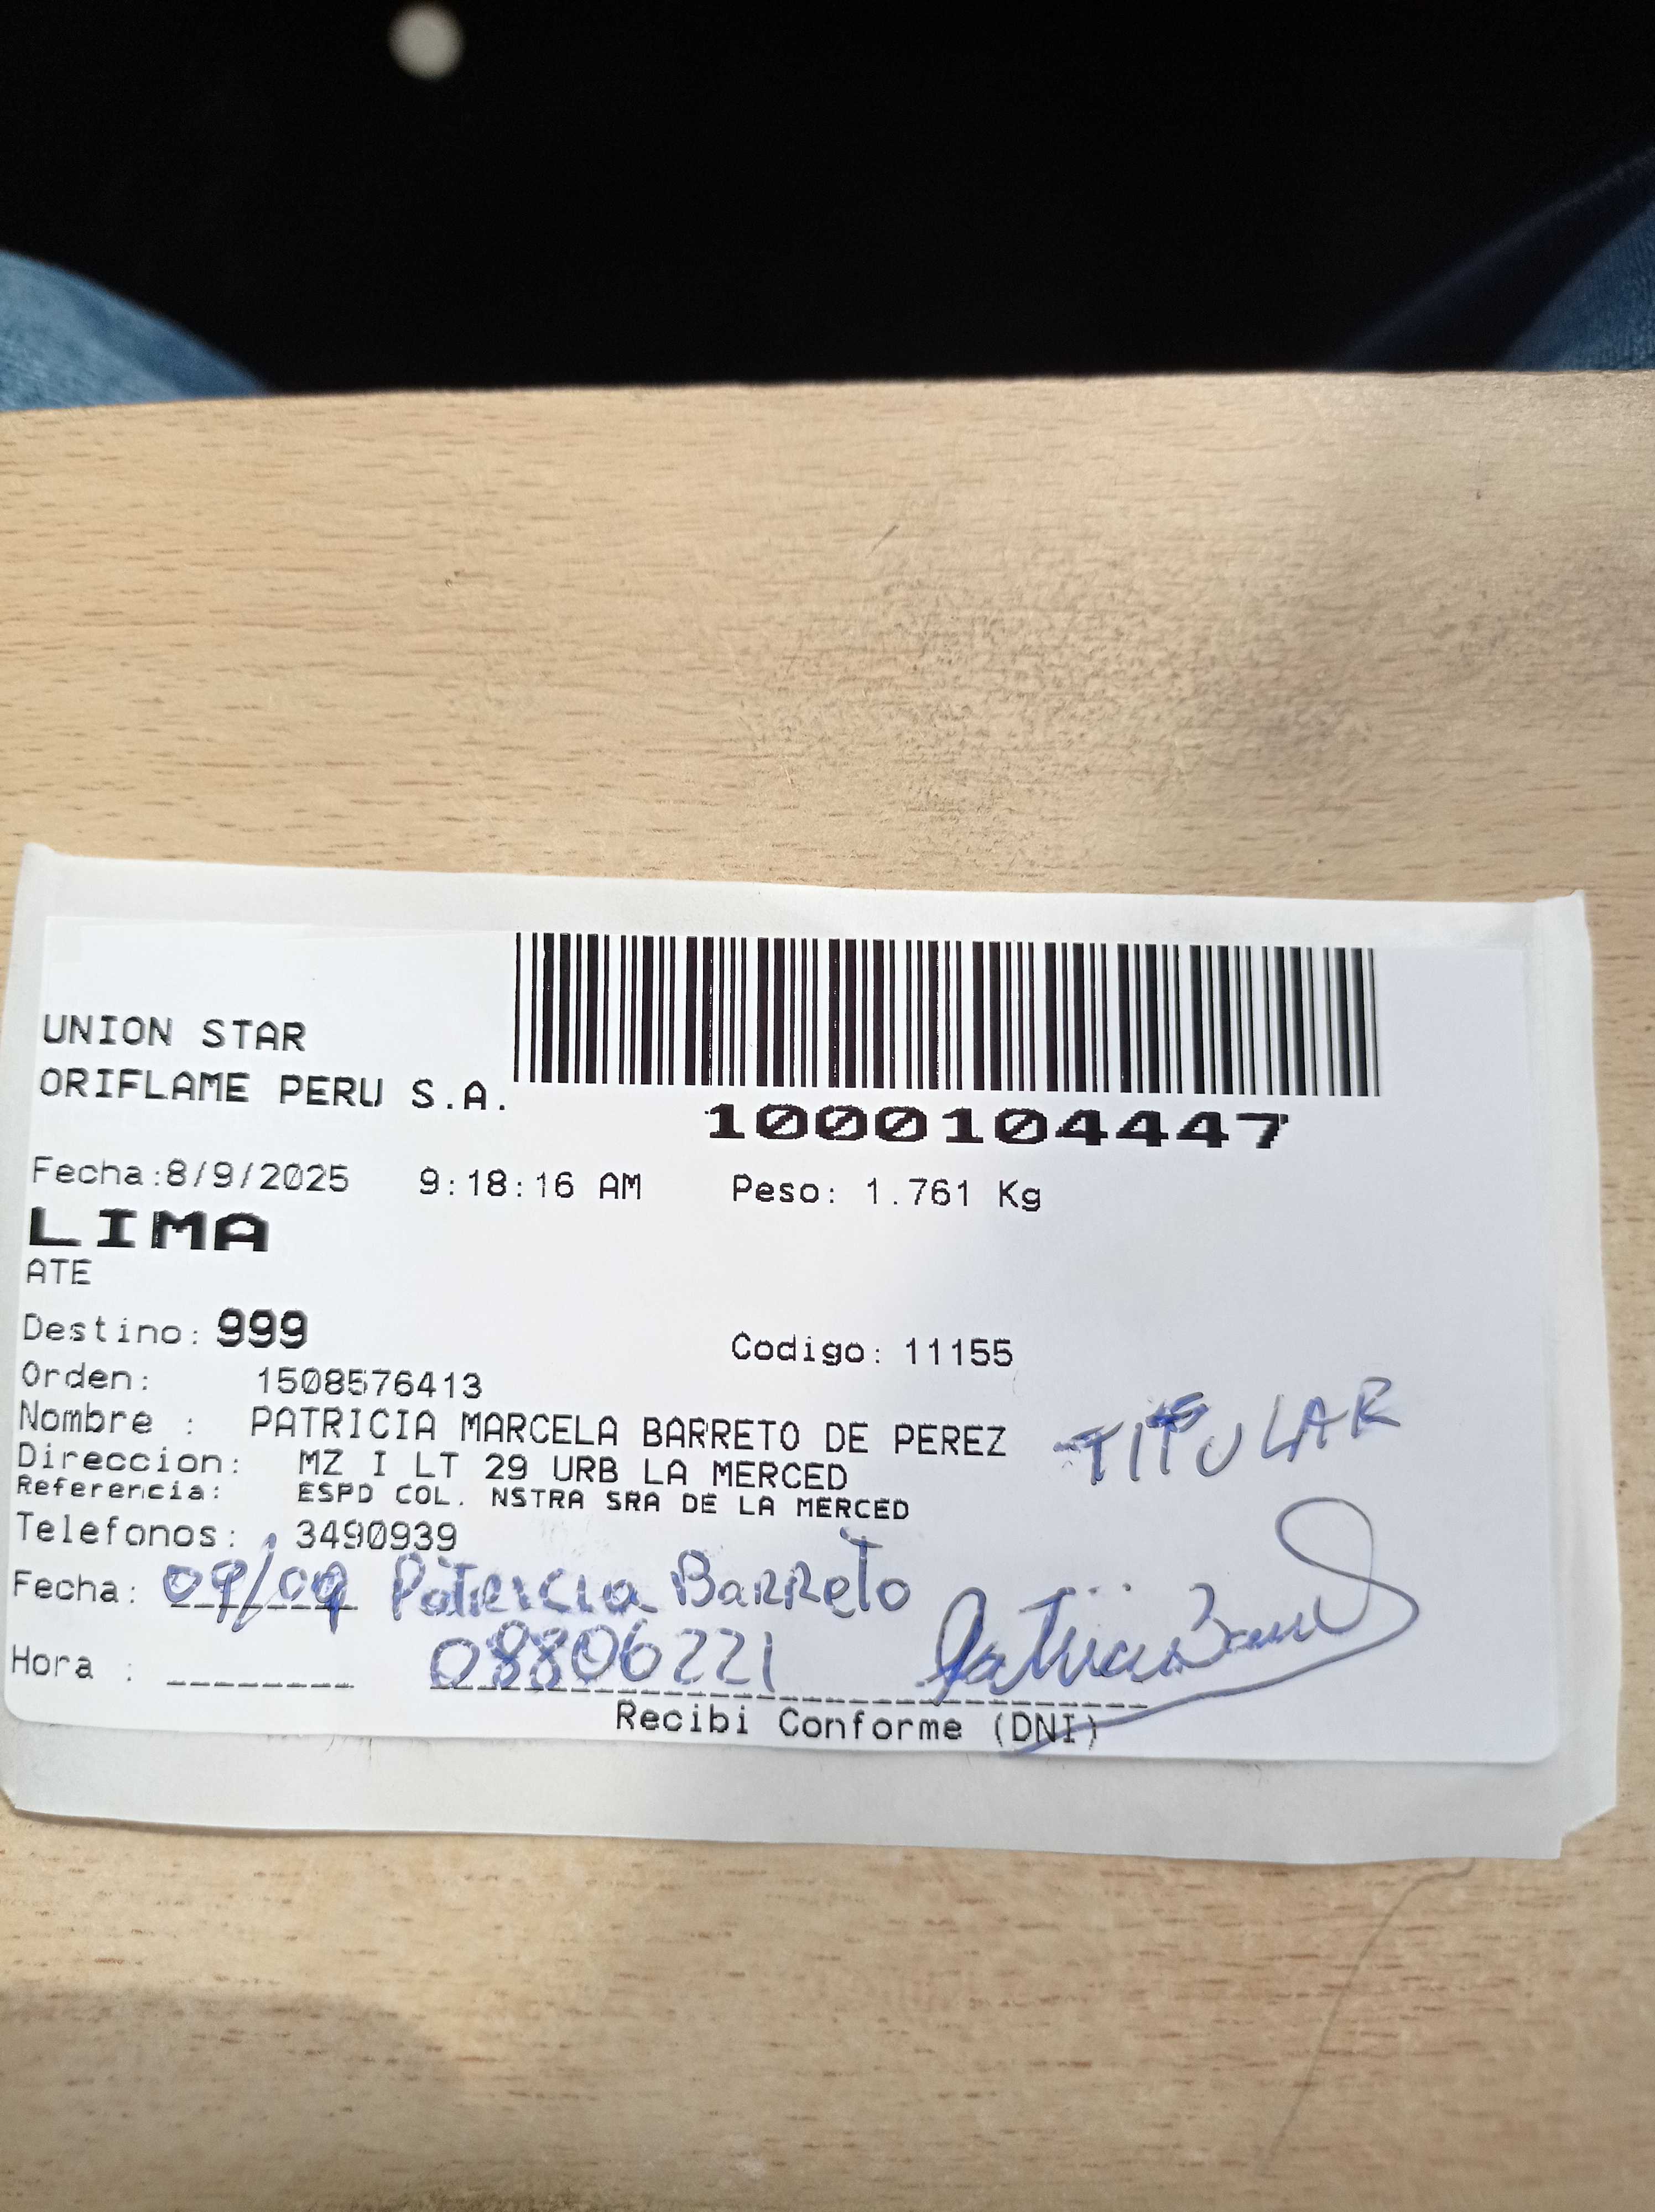 UNION STAR
ORIFLAME PERU S.A.
1000104447
Fecha:8/9/2025 9:18:16 AM Peso: 1.761 Kg
LIMA
ATE
Destino: 999 Codigo: 11155
Orden: 1508576413
Nombre : PATRICIA MARCELA BARRETO DE PEREZ TITULAR
Direccion: MZ I LT 29 URB LA MERCED
Referencia: ESPD COL. NSTRA SRA DE LA MERCED
Telefonos: 3490939
Fecha: 09/09 Patricia Barreto
Hora : 08806221 Patricia Barreto
Recibi Conforme (DNI)